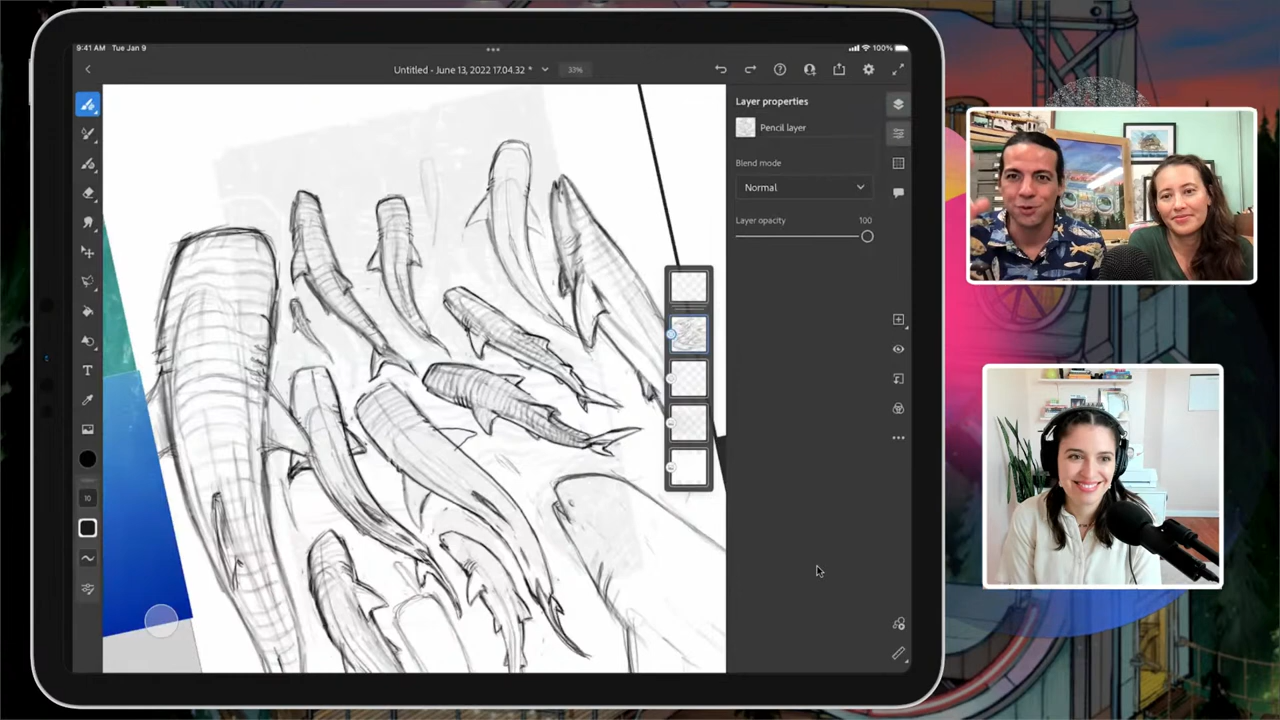 9:41 AM Tue Jan 9
100%
Untitled - June 13, 2022 17.04.32 *
33%
Layer properties
Pencil layer
Blend mode
Normal
Layer opacity
100
T
10